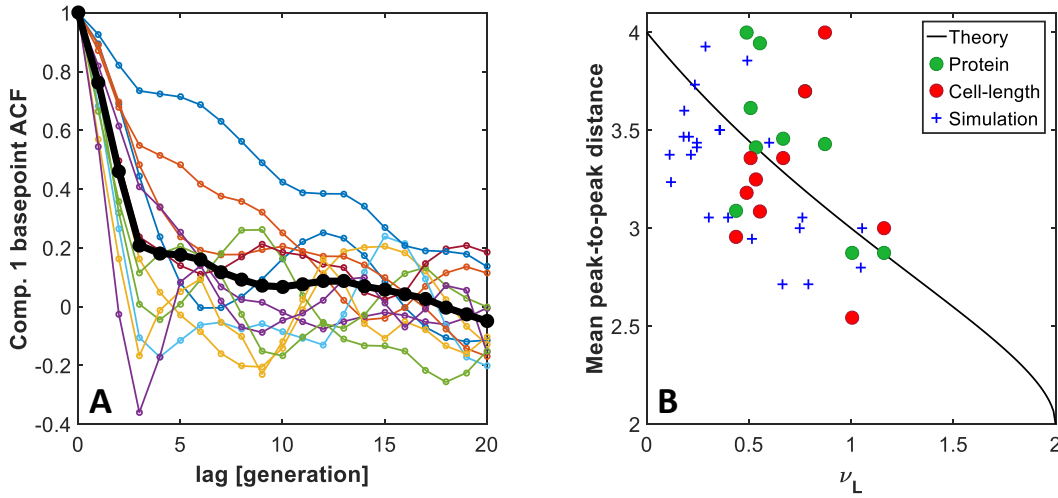 1
0.8
0.6
0.4
0.2
0
-0.2
-0.4
0
5
10
15
20
Comp. 1 basepoint ACF
lag [generation]
A
4
3.5
3
2.5
2
0
0.5
1
1.5
2
Mean peak-to-peak distance
ν_L
B
Theory
Protein
Cell-length
Simulation